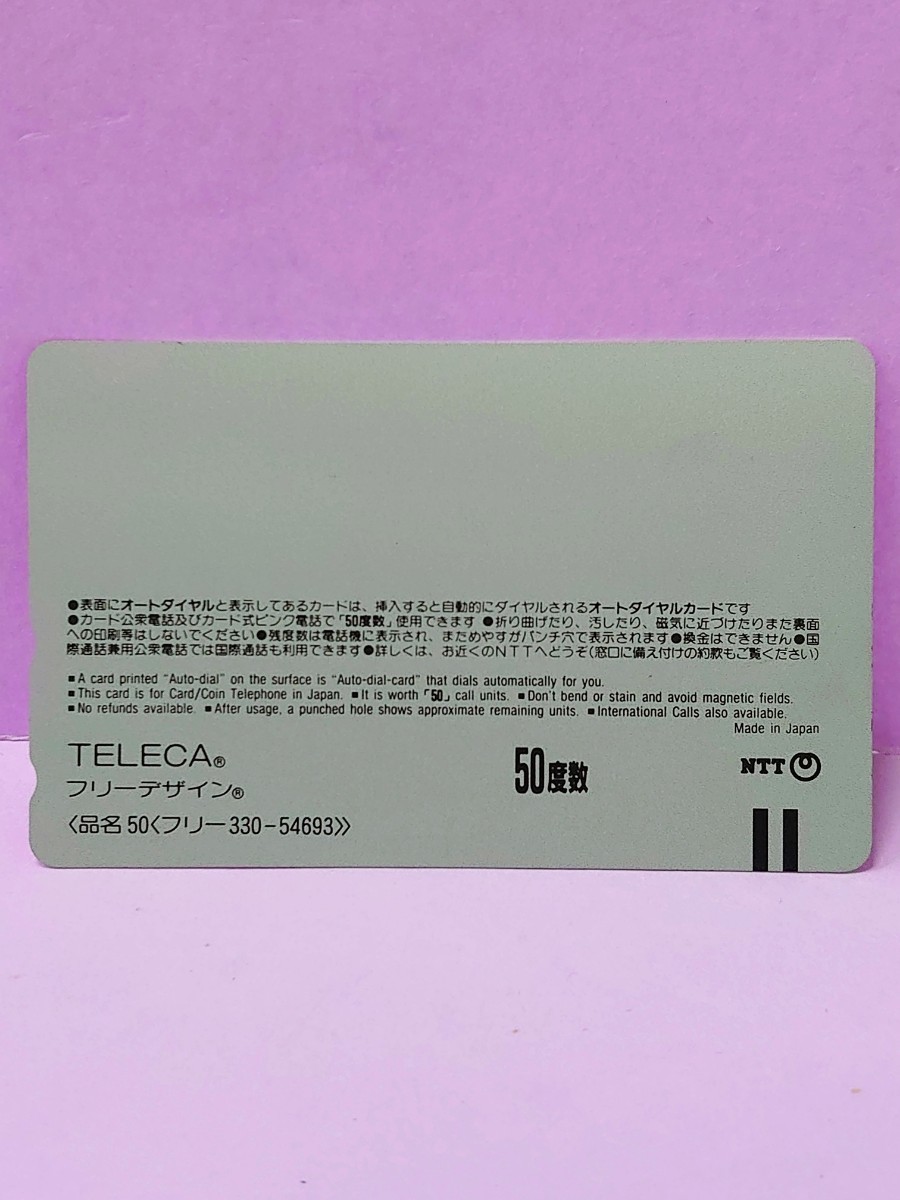 ●表面にオートダイヤルと表示してあるカードは、挿入すると自動的にダイヤルされるオートダイヤルカードです
●カード公衆電話及びカード式ピンク電話で「50度数」使用できます ●折り曲げたり、汚したり、磁気に近づけたりまた裏面
への印刷等はしないでください●残度数は電話機に表示され、まためやすがパンチ穴で表示されます●換金はできません●国
際通話兼用公衆電話では国際通話も利用できます●詳しくは、お近くのNTTへどうぞ(窓口に備え付けの約款もご覧ください)
■A card printed “Auto-dial” on the surface is “Auto-dial-card” that dials automatically for you.
■This card is for Card/Coin Telephone in Japan. ■It is worth「50」call units. ■Don't bend or stain and avoid magnetic fields.
■No refunds available. ■After usage, a punched hole shows approximate remaining units. ■International Calls also available.
Made in Japan
TELECA®
フリーデザイン®
50度数
NTT
〈品名 50〈フリー330-54693〉〉